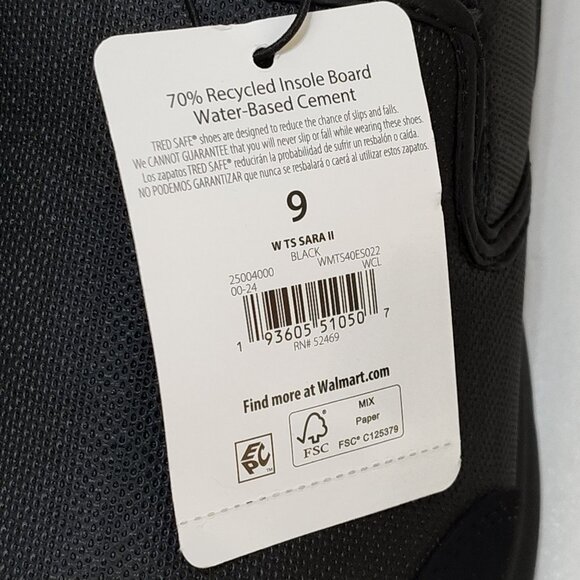 70% Recycled Insole Board
Water-Based Cement
TRED SAFE® shoes are designed to reduce the chance of slips and falls.
We CANNOT GUARANTEE that you will never slip or fall while wearing these shoes.
Los zapatos TRED SAFE® reducirán la probabilidad de sufrir un resbalón o caída.
NO PODEMOS GARANTIZAR que nunca se resbalará o caerá al utilizar estos zapatos.
9
W TS SARA II
BLACK
25004000 WMTS40ES022
00-24 WCL
1 93605 51050 7
RN# 52469
Find more at Walmart.com
EPC™
FSC
MIX
Paper
FSC® C125379